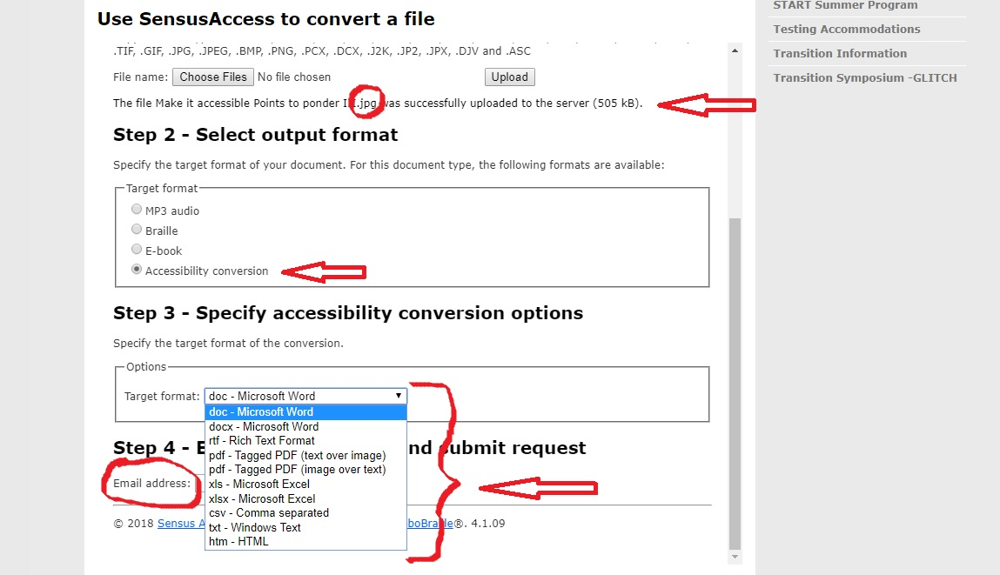 Use SensusAccess to convert a file
.TIF, .GIF, .JPG, .JPEG, .BMP, .PNG, .PCX, .DCX, .J2K, .JP2, .JPX, .DJV and .ASC
File name: Choose Files No file chosen Upload
The file Make it accessible Points to ponder III.jpg was successfully uploaded to the server (505 kB).
Step 2 - Select output format
Specify the target format of your document. For this document type, the following formats are available:
Target format
MP3 audio
Braille
E-book
Accessibility conversion
Step 3 - Specify accessibility conversion options
Specify the target format of the conversion.
Options
Target format: doc - Microsoft Word
doc - Microsoft Word
docx - Microsoft Word
rtf - Rich Text Format
pdf - Tagged PDF (text over image)
pdf - Tagged PDF (image over text)
xls - Microsoft Excel
xlsx - Microsoft Excel
csv - Comma separated
txt - Windows Text
htm - HTML
Step 4 - E nd submit request
Email address:
© 2018 Sensus A boBraille®. 4.1.09
START Summer Program
Testing Accommodations
Transition Information
Transition Symposium -GLITCH